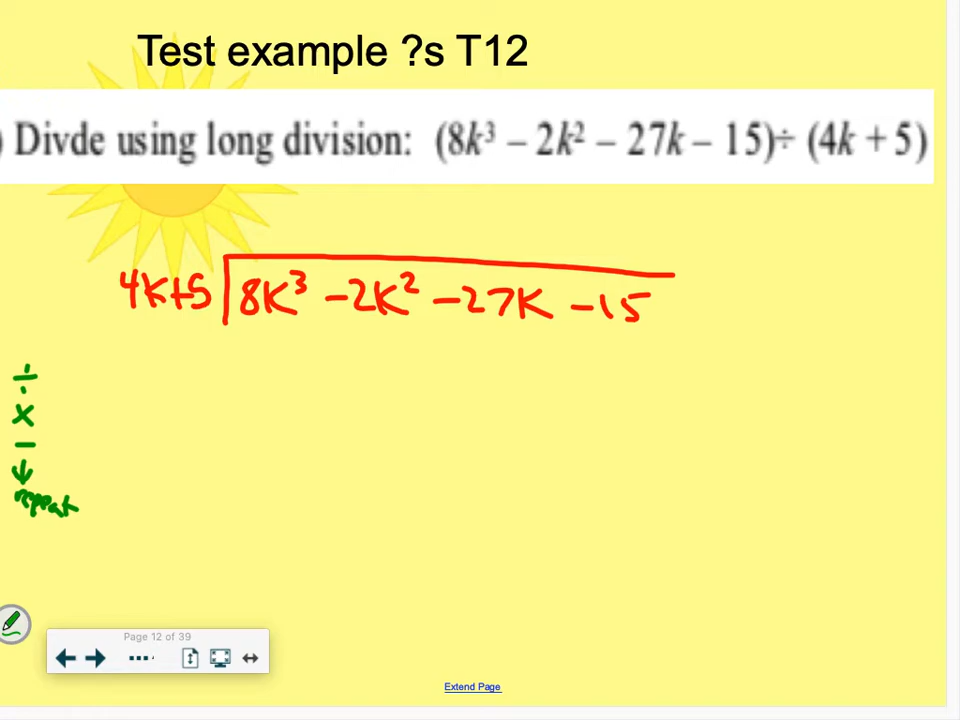 Test example ?s T12
) Divde using long division: (8k³ – 2k² – 27k – 15)÷ (4k + 5)
4k+5 8k³ -2k² -27k -15
÷
x
–
↓
repeat
Page 12 of 39
Extend Page